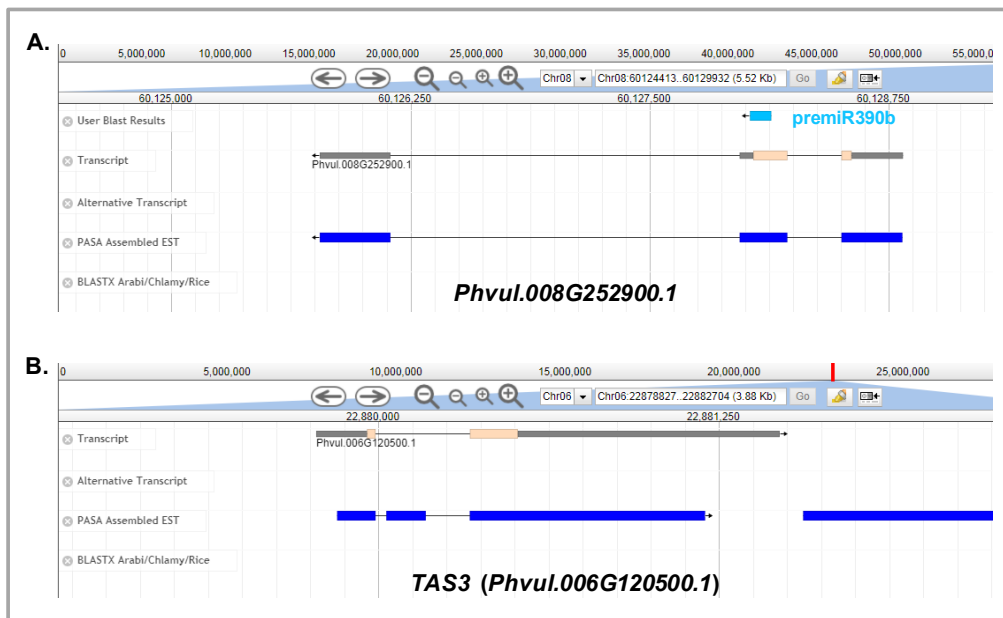 A.
0 5,000,000 10,000,000 15,000,000 20,000,000 25,000,000 30,000,000 35,000,000 40,000,000 45,000,000 50,000,000 55,000,00
Chr08 Chr08:60124413..60129932 (5.52 Kb) Go
60,125,000 60,126,250 60,127,500 60,128,750
User Blast Results
premiR390b
Transcript
Phvul.008G252900.1
Alternative Transcript
PASA Assembled EST
BLASTX Arabi/Chlamy/Rice
Phvul.008G252900.1
B.
0 5,000,000 10,000,000 15,000,000 20,000,000 25,000,000
Chr06 Chr06:22878827..22882704 (3.88 Kb) Go
22,880,000 22,881,250
Transcript
Phvul.006G120500.1
Alternative Transcript
PASA Assembled EST
BLASTX Arabi/Chlamy/Rice
TAS3 (Phvul.006G120500.1)